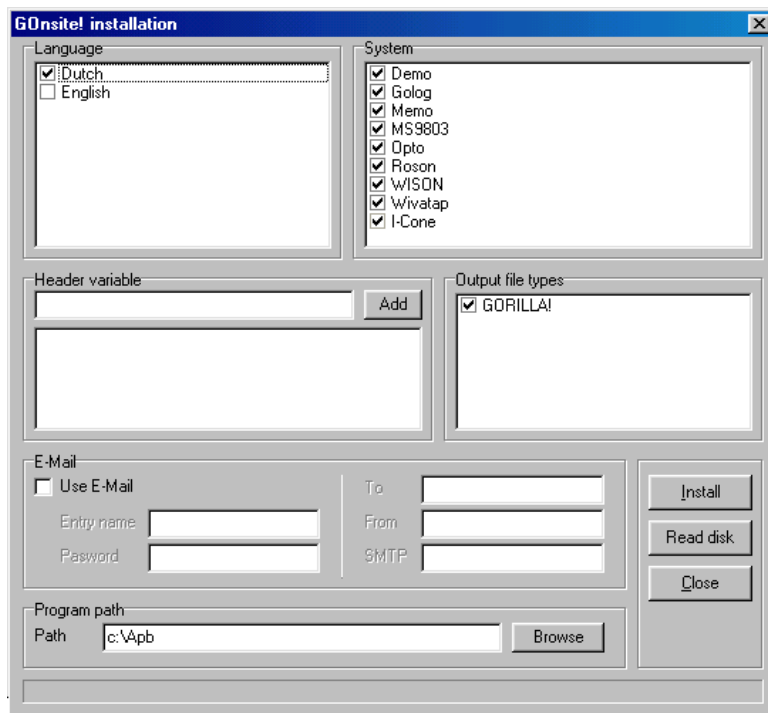 GOnsite! installation
Language
Dutch
English
System
Demo
Golog
Memo
MS9803
Opto
Roson
WISON
Wivatap
I-Cone
Header variable
Add
Output file types
GORILLA!
E-Mail
Use E-Mail
Entry name
Pasword
To
From
SMTP
Install
Read disk
Close
Program path
Path
c:\Apb
Browse